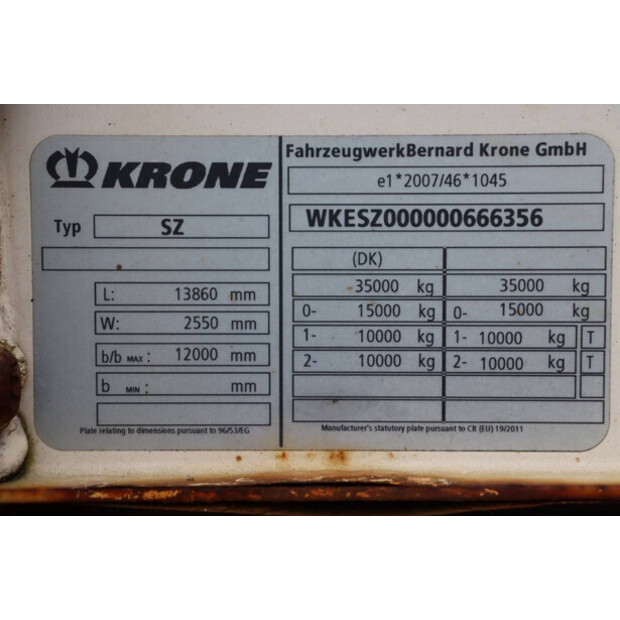 KRONE
Typ SZ
L: 13860 mm
W: 2550 mm
b/b MAX: 12000 mm
b MIN: mm
Plate relating to dimensions pursuant to 96/53/EG
FahrzeugwerkBernard Krone GmbH
e1*2007/46*1045
WKESZ000000666356
(DK)
35000 kg 35000 kg
0- 15000 kg 0- 15000 kg
1- 10000 kg 1- 10000 kg T
2- 10000 kg 2- 10000 kg T
Manufacturer's statutory plate pursuant to CR (EU) 19/2011